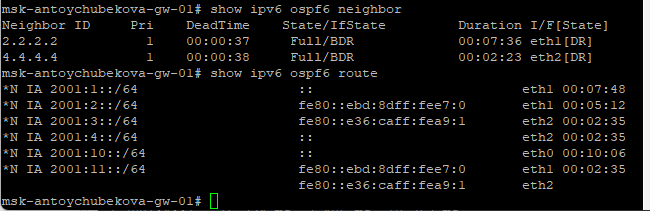 msk-antoychubekova-gw-01# show ipv6 ospf6 neighbor
Neighbor ID     Pri    DeadTime    State/IfState         Duration I/F[State]
2.2.2.2           1    00:00:37     Full/BDR             00:07:36 eth1[DR]
4.4.4.4           1    00:00:38     Full/BDR             00:02:23 eth2[DR]
msk-antoychubekova-gw-01# show ipv6 ospf6 route
*N IA 2001:1::/64                    ::                        eth1 00:07:48
*N IA 2001:2::/64                    fe80::ebd:8dff:fee7:0     eth1 00:05:12
*N IA 2001:3::/64                    fe80::e36:caff:fea9:1     eth2 00:02:35
*N IA 2001:4::/64                    ::                        eth2 00:02:35
*N IA 2001:10::/64                   ::                        eth0 00:10:06
*N IA 2001:11::/64                   fe80::ebd:8dff:fee7:0     eth1 00:02:35
                                     fe80::e36:caff:fea9:1     eth2
msk-antoychubekova-gw-01#